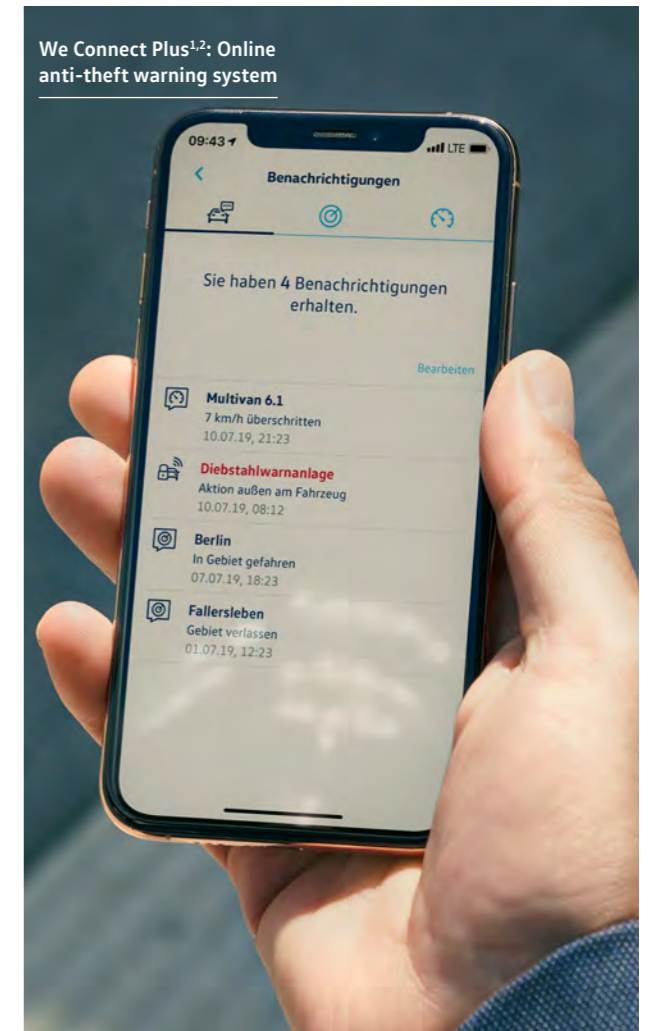 We Connect Plus¹,²: Online
anti-theft warning system
09:43
LTE
Benachrichtigungen
Sie haben 4 Benachrichtigungen
erhalten.
Bearbeiten
Multivan 6.1
7 km/h überschritten
10.07.19, 21:23
Diebstahlwarnanlage
Aktion außen am Fahrzeug
10.07.19, 08:12
Berlin
In Gebiet gefahren
07.07.19, 18:23
Fallersleben
Gebiet verlassen
01.07.19, 12:23